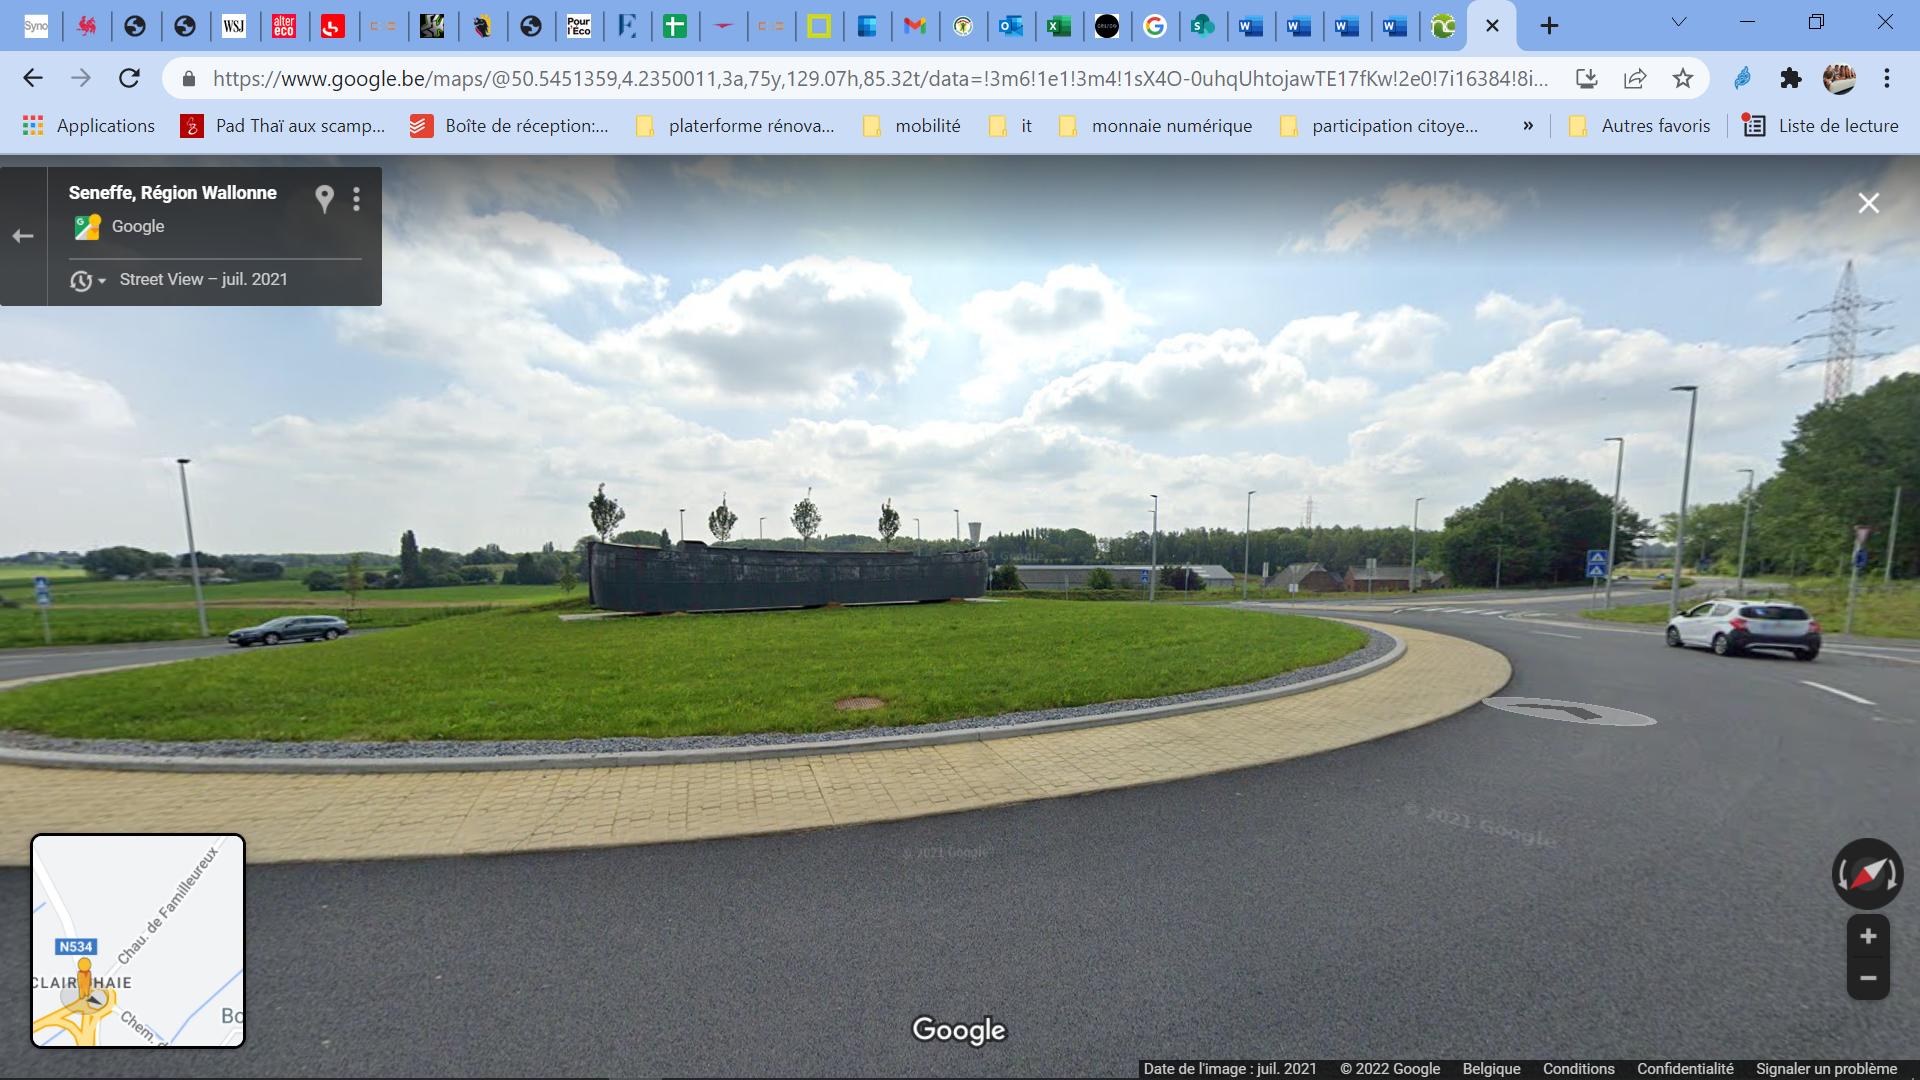 Syno
WSJ
alter
eco
Pour
l'Éco
https://www.google.be/maps/@50.5451359,4.2350011,3a,75y,129.07h,85.32t/data=!3m6!1e1!3m4!1sX4O-0uhqUhtojawTE17fKw!2e0!7i16384!8i...
Applications
Pad Thaï aux scamp...
Boîte de réception:...
platerforme rénova...
mobilité
it
monnaie numérique
participation citoye...
»
Autres favoris
Liste de lecture
Seneffe, Région Wallonne
Google
Street View – juil. 2021
© 2021 Google
© 2021 Google
Chau. de Familleureux
N534
CLAIR HAIE
Chem. d
Bo
Google
Date de l'image : juil. 2021 © 2022 Google Belgique Conditions Confidentialité Signaler un problème